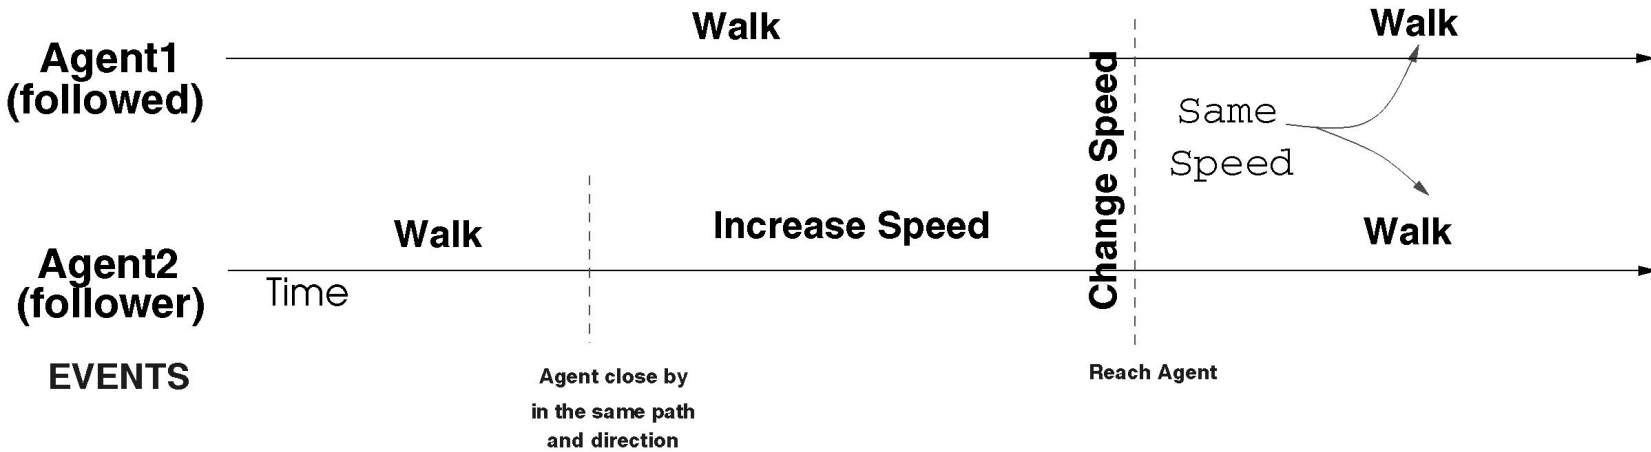 Walk
Walk
Agent1
(followed)
Change Speed
Same
Speed
Walk
Increase Speed
Walk
Agent2
(follower)
Time
EVENTS
Agent close by
in the same path
and direction
Reach Agent